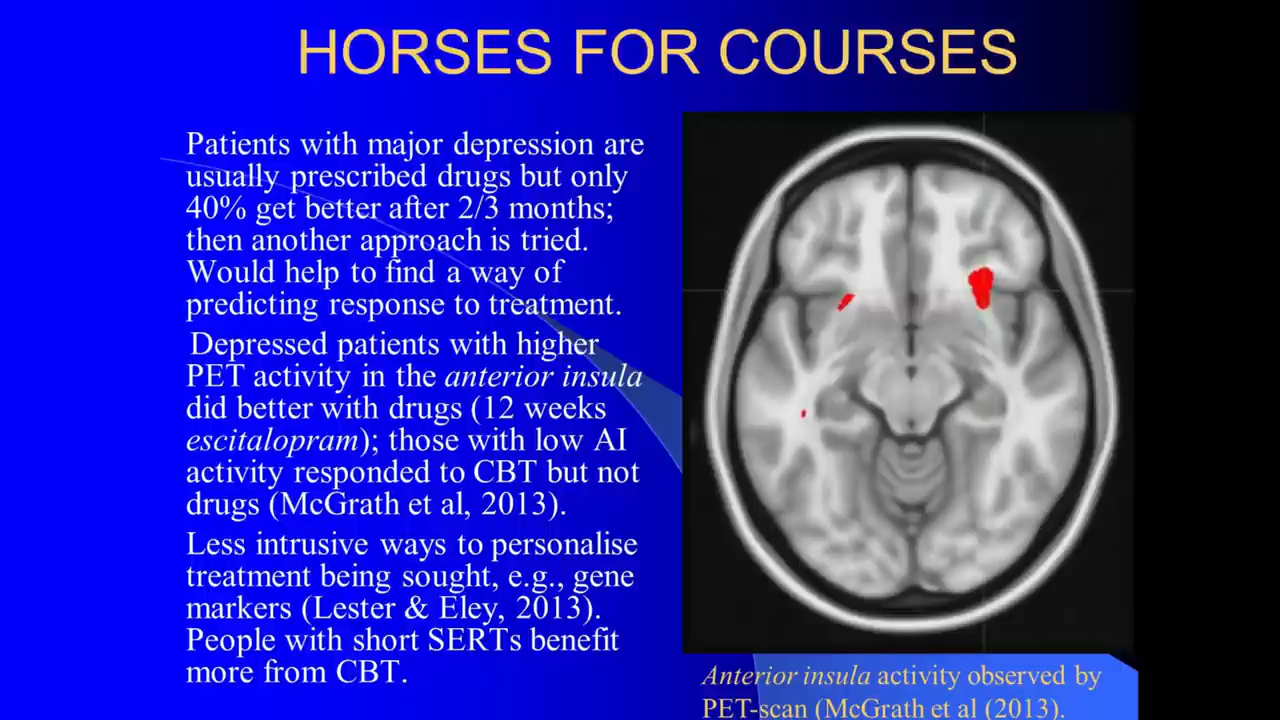 HORSES FOR COURSES
Patients with major depression are
usually prescribed drugs but only
40% get better after 2/3 months;
then another approach is tried.
Would help to find a way of
predicting response to treatment.
Depressed patients with higher
PET activity in the anterior insula
did better with drugs (12 weeks
escitalopram); those with low AI
activity responded to CBT but not
drugs (McGrath et al, 2013).
Less intrusive ways to personalise
treatment being sought, e.g., gene
markers (Lester & Eley, 2013).
People with short SERTs benefit
more from CBT.
Anterior insula activity observed by
PET-scan (McGrath et al (2013).